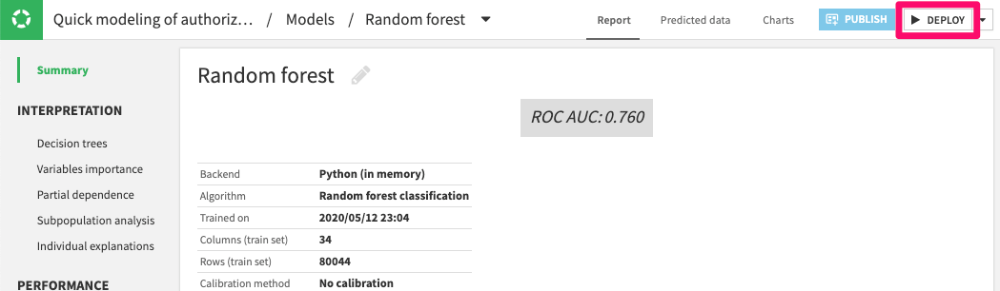 Quick modeling of authoriz... / Models / Random forest
Report Predicted data Charts PUBLISH DEPLOY
Summary
INTERPRETATION
Decision trees
Variables importance
Partial dependence
Subpopulation analysis
Individual explanations
PERFORMANCE
Random forest
ROC AUC: 0.760
Backend Python (in memory)
Algorithm Random forest classification
Trained on 2020/05/12 23:04
Columns (train set) 34
Rows (train set) 80044
Calibration method No calibration